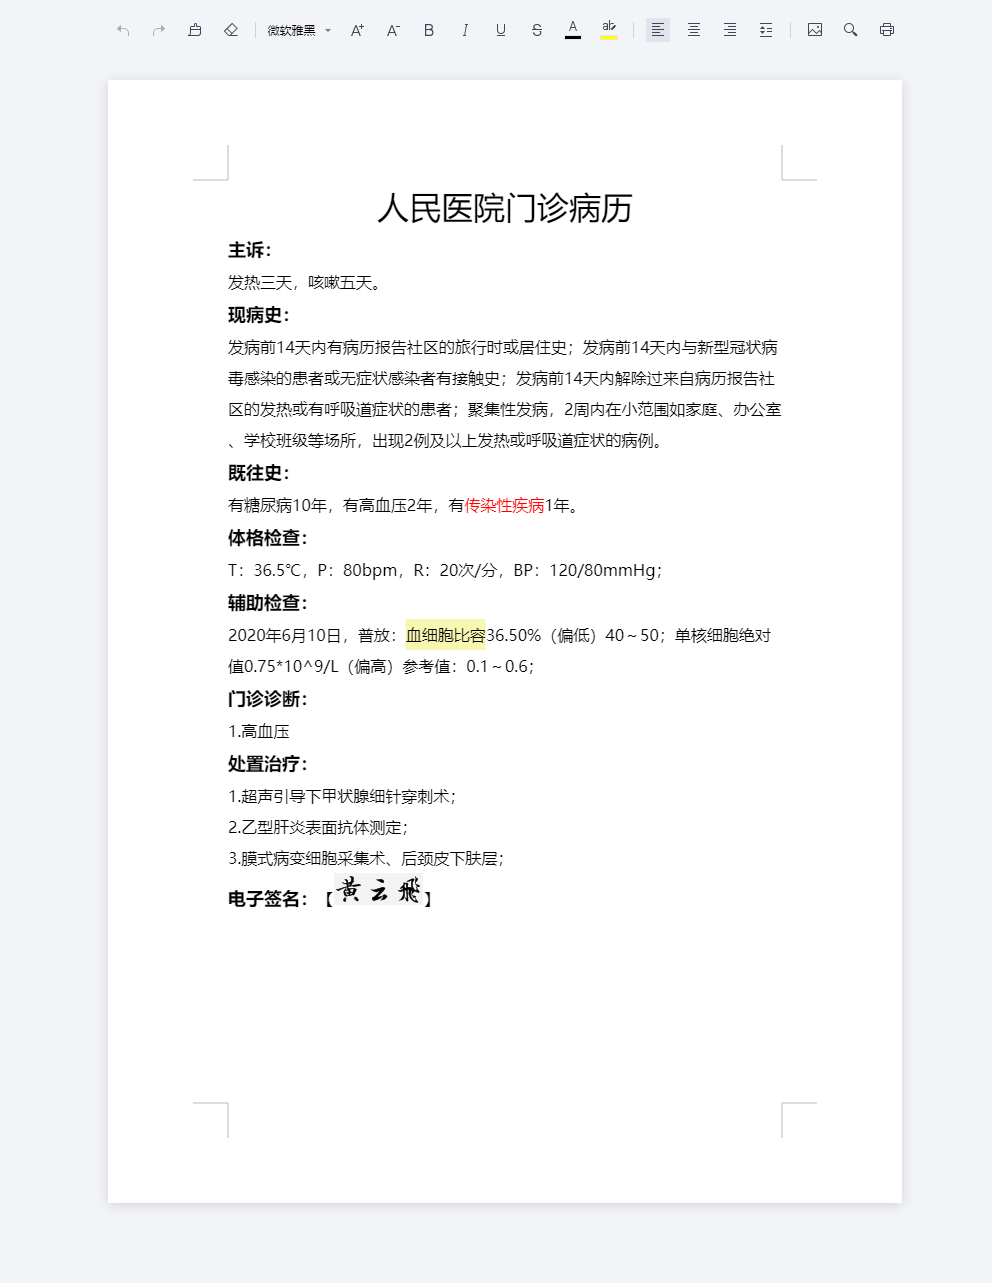 微软雅黑
人民医院门诊病历
主诉：
发热三天，咳嗽五天。
现病史：
发病前14天内有病历报告社区的旅行时或居住史；发病前14天内与新型冠状病
毒感染的患者或无症状感染者有接触史；发病前14天内解除过来自病历报告社
区的发热或有呼吸道症状的患者；聚集性发病，2周内在小范围如家庭、办公室
、学校班级等场所，出现2例及以上发热或呼吸道症状的病例。
既往史：
有糖尿病10年，有高血压2年，有传染性疾病1年。
体格检查：
T：36.5℃，P：80bpm，R：20次/分，BP：120/80mmHg；
辅助检查：
2020年6月10日，普放：血细胞比容36.50%（偏低）40～50；单核细胞绝对
值0.75*10^9/L（偏高）参考值：0.1～0.6；
门诊诊断：
1.高血压
处置治疗：
1.超声引导下甲状腺细针穿刺术；
2.乙型肝炎表面抗体测定；
3.膜式病变细胞采集术、后颈皮下肤层；
电子签名：【黄云飛】